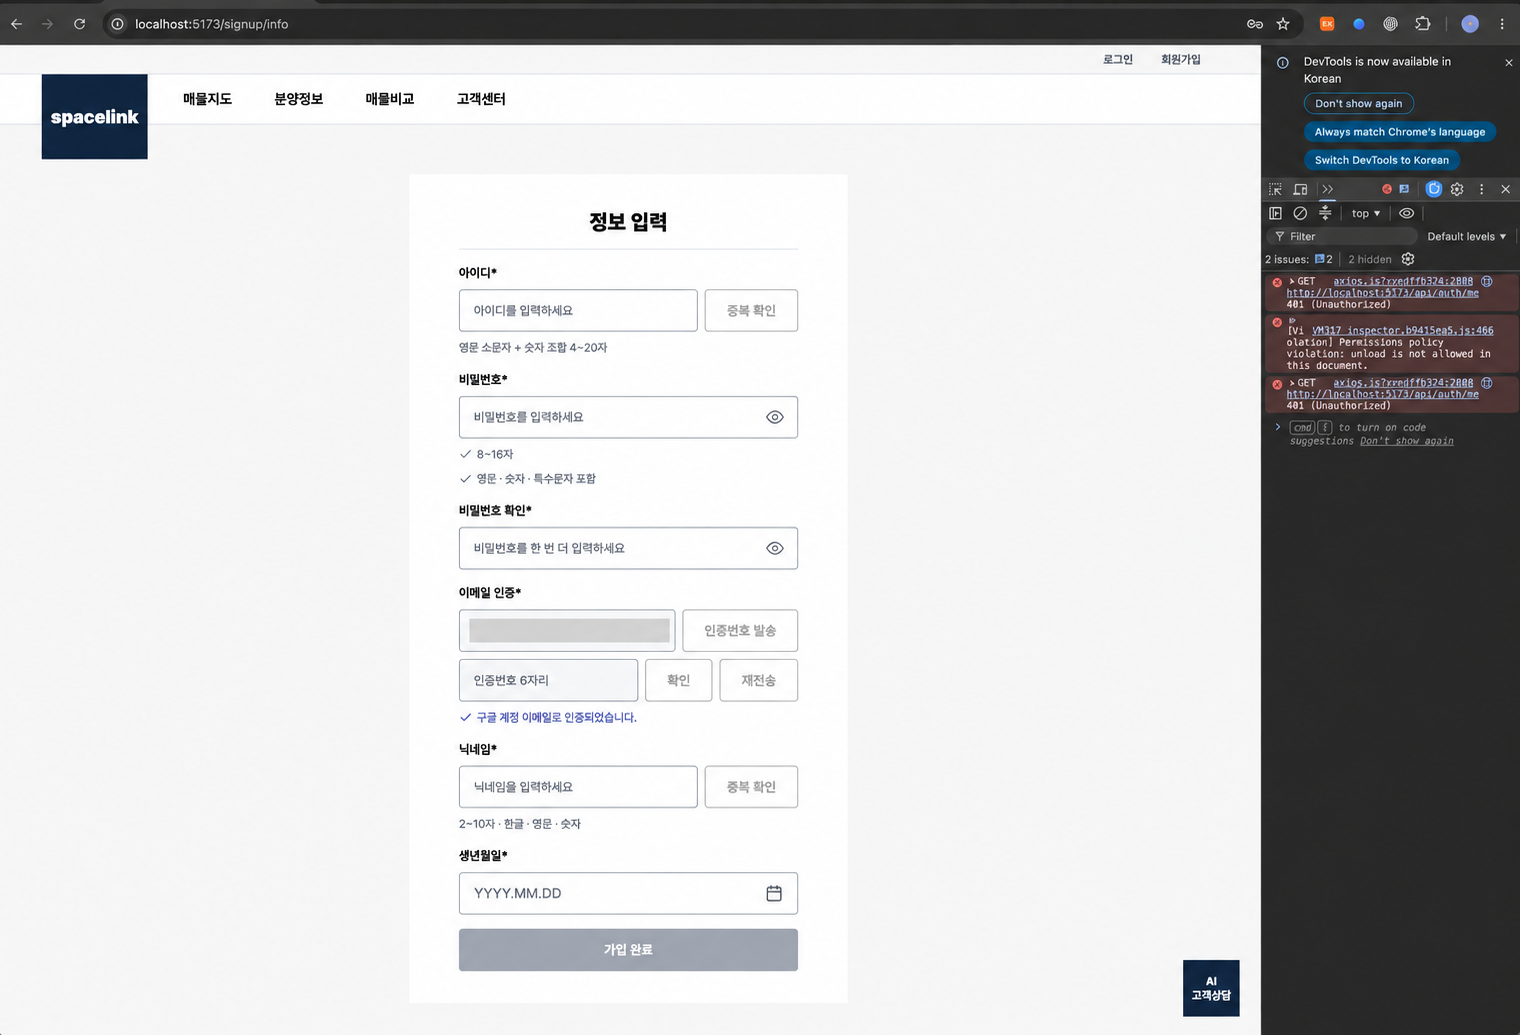 localhost:5173/signup/info
로그인 회원가입
spacelink
매물지도 분양정보 매물비교 고객센터
정보 입력
아이디*
아이디를 입력하세요 중복 확인
영문 소문자 + 숫자 조합 4~20자
비밀번호*
비밀번호를 입력하세요
8~16자
영문 · 숫자 · 특수문자 포함
비밀번호 확인*
비밀번호를 한 번 더 입력하세요
이메일 인증*
인증번호 발송
인증번호 6자리 확인 재전송
구글 계정 이메일로 인증되었습니다.
닉네임*
닉네임을 입력하세요 중복 확인
2~10자 · 한글 · 영문 · 숫자
생년월일*
YYYY.MM.DD
가입 완료
AI
고객상담
EK
DevTools is now available in
Korean
Don't show again
Always match Chrome's language
Switch DevTools to Korean
top
Filter Default levels
2 issues: 2 2 hidden
GET
http://localhost:5173/api/auth/me
401 (Unauthorized)
[Vi VM317 inspector.b9415ea5.js:466
olation] Permissions policy
violation: unload is not allowed in
this document.
GET
http://localhost:5173/api/auth/me
401 (Unauthorized)
cmd to turn on code
suggestions Don't show again